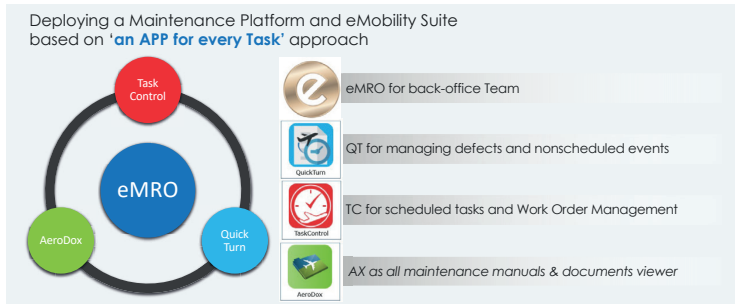 Deploying a Maintenance Platform and eMobility Suite
based on ‘an APP for every Task’ approach
Task
Control
eMRO
AeroDox
Quick
Turn
e
eMRO for back-office Team
QuickTurn
QT for managing defects and nonscheduled events
TaskControl
TC for scheduled tasks and Work Order Management
AeroDox
AX as all maintenance manuals & documents viewer